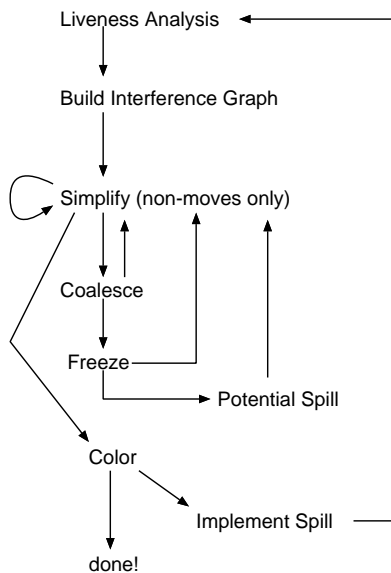 Liveness Analysis
Build Interference Graph
Simplify (non-moves only)
Coalesce
Freeze
Potential Spill
Color
Implement Spill
done!